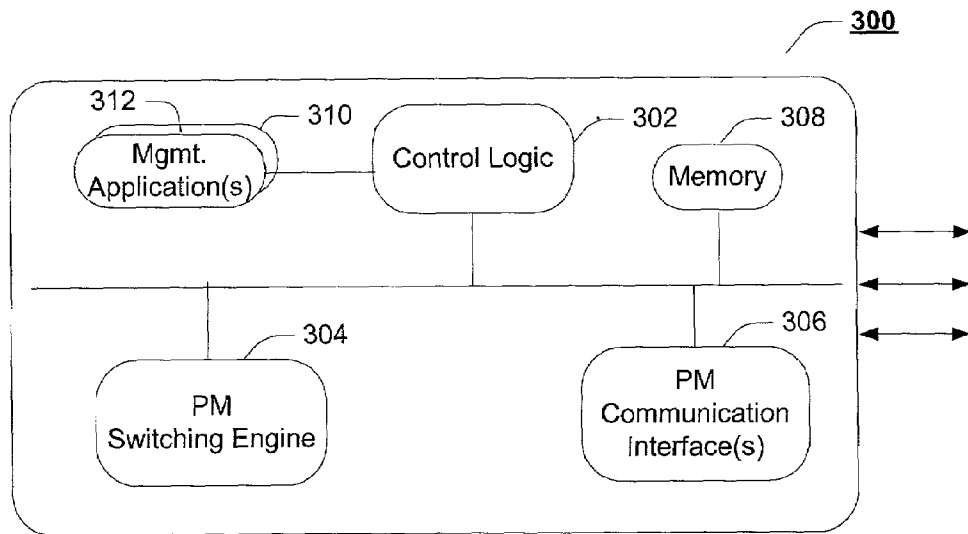 300
312
310
302
308
Mgmt.
Application(s)
Control Logic
Memory
304
306
PM
Switching Engine
PM
Communication
Interface(s)